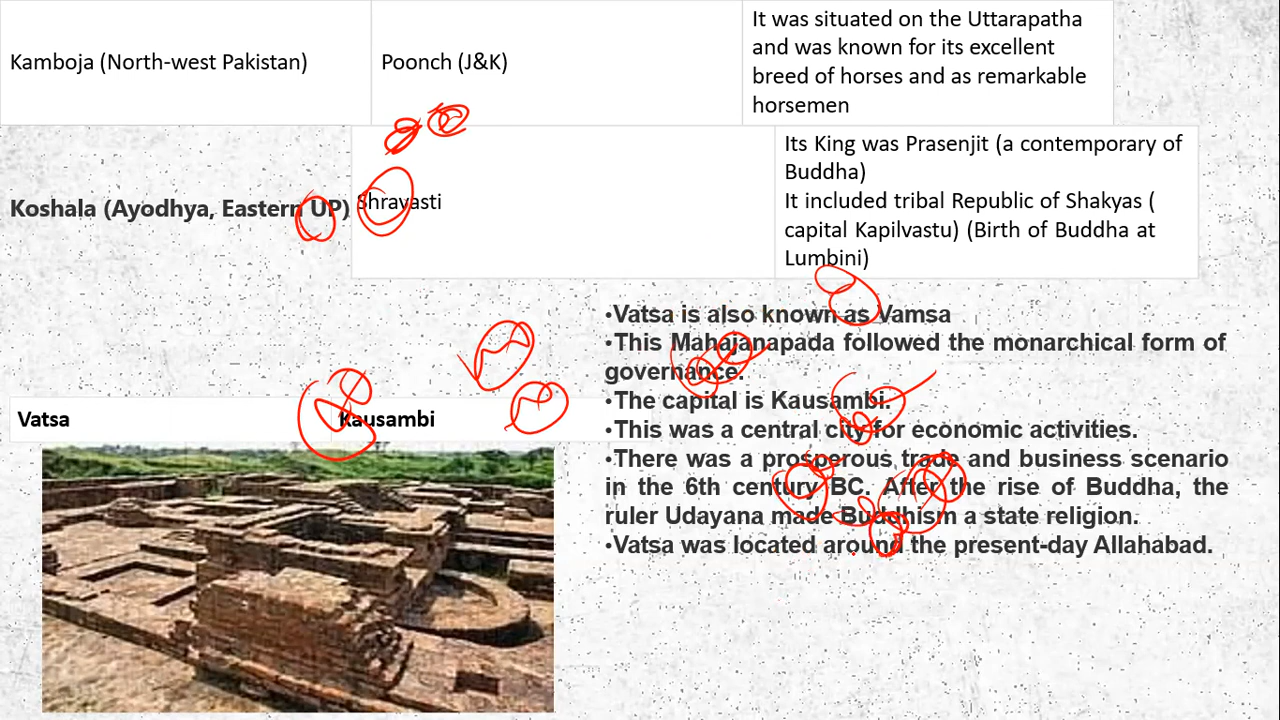 Kamboja (North-west Pakistan)
Poonch (J&K)
It was situated on the Uttarapatha
and was known for its excellent
breed of horses and as remarkable
horsemen
Koshala (Ayodhya, Eastern UP)
Shravasti
Its King was Prasenjit (a contemporary of
Buddha)
It included tribal Republic of Shakyas (
capital Kapilvastu) (Birth of Buddha at
Lumbini)
Vatsa
Kausambi
•Vatsa is also known as Vamsa
•This Mahajanapada followed the monarchical form of
governance.
•The capital is Kausambi.
•This was a central city for economic activities.
•There was a prosperous trade and business scenario
in the 6th century BC. After the rise of Buddha, the
ruler Udayana made Buddhism a state religion.
•Vatsa was located around the present-day Allahabad.